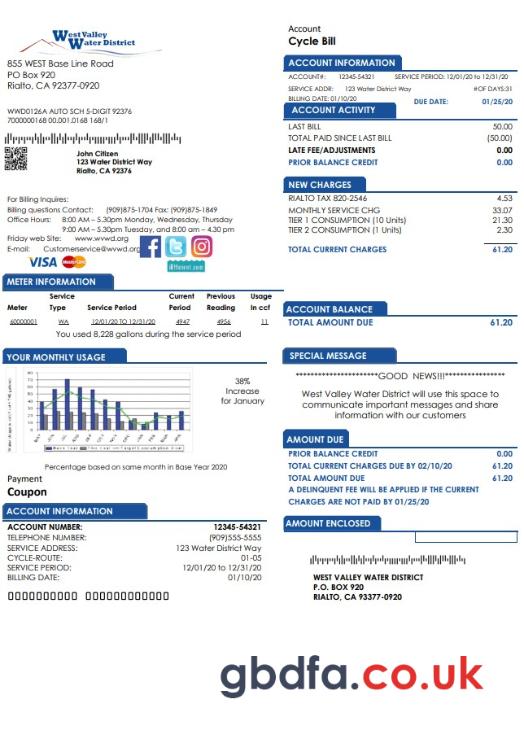 West Valley
Water District
855 WEST Base Line Road
PO Box 920
Rialto, CA 92377-0920
WWD0126A AUTO SCH 5-DIGIT 92376
7000000168 00.001.0168 168/1
John Citizen
123 Water District Way
Rialto, CA 92376
For Billing Inquires:
Billing questions Contact: (909)875-1704 Fax: (909)875-1849
Office Hours: 8:00 AM – 5.30pm Monday, Wednesday, Thursday
9:00 AM – 5.30pm Tuesday, and 8:00 am – 4.30 pm
Friday web Site: www.wvwd.org
E-mail: Customerservice@wvwd.org
VISA MasterCard
Account
Cycle Bill
ACCOUNT INFORMATION
ACCOUNT#: 12345-54321 SERVICE PERIOD: 12/01/20 to 12/31/20
SERVICE ADDR: 123 Water District Way #OF DAYS:31
BILLING DATE: 01/10/20 DUE DATE: 01/25/20
ACCOUNT ACTIVITY
LAST BILL 50.00
TOTAL PAID SINCE LAST BILL (50.00)
LATE FEE/ADJUSTMENTS 0.00
PRIOR BALANCE CREDIT 0.00
NEW CHARGES
RIALTO TAX 820-2546 4.53
MONTHLY SERVICE CHG 33.07
TIER 1 CONSUMPTION (10 Units) 21.30
TIER 2 CONSUMPTION (1 Units) 2.30
TOTAL CURRENT CHARGES 61.20
METER INFORMATION
Service Current Previous Usage
Meter Type Service Period Period Reading In ccf
60000001 WA 12/01/20 TO 12/31/20 4947 4956 11
You used 8,228 gallons during the service period
ACCOUNT BALANCE
TOTAL AMOUNT DUE 61.20
YOUR MONTHLY USAGE
80
70
60
50
40
30
20
10
0
38%
Increase
for January
Percentage based on same month in Base Year 2020
SPECIAL MESSAGE
*********************GOOD NEWS!!!****************
West Valley Water District will use this space to
communicate important messages and share
information with our customers
AMOUNT DUE
PRIOR BALANCE CREDIT 0.00
TOTAL CURRENT CHARGES DUE BY 02/10/20 61.20
TOTAL AMOUNT DUE 61.20
A DELINQUENT FEE WILL BE APPLIED IF THE CURRENT
CHARGES ARE NOT PAID BY 01/25/20
AMOUNT ENCLOSED
Payment
Coupon
ACCOUNT INFORMATION
ACCOUNT NUMBER: 12345-54321
TELEPHONE NUMBER: (909)555-5555
SERVICE ADDRESS: 123 Water District Way
CYCLE-ROUTE: 01-05
SERVICE PERIOD: 12/01/20 to 12/31/20
BILLING DATE: 01/10/20
WEST VALLEY WATER DISTRICT
P.O. BOX 920
RIALTO, CA 93377-0920
gbdfa.co.uk